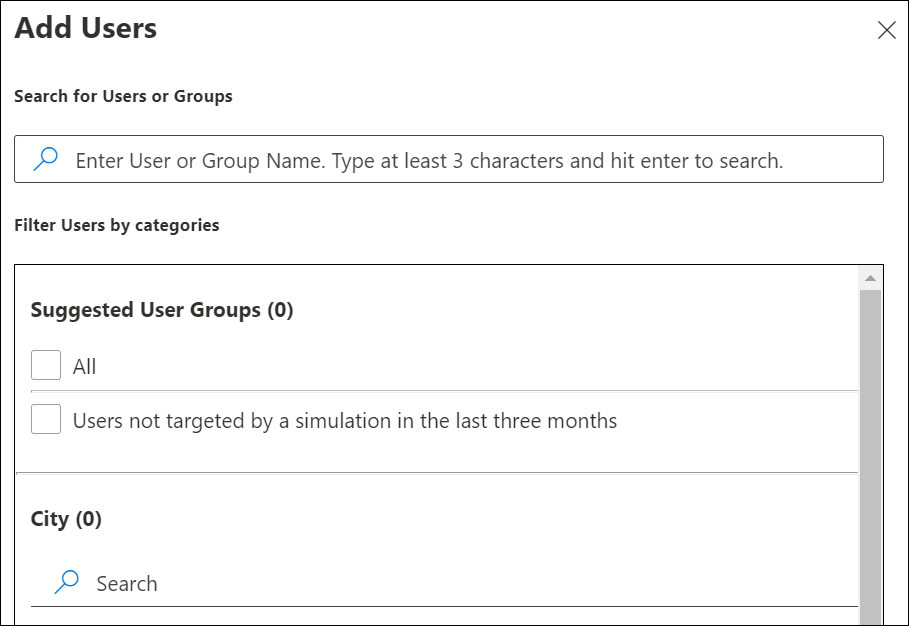 Add Users
Search for Users or Groups
Enter User or Group Name. Type at least 3 characters and hit enter to search.
Filter Users by categories
Suggested User Groups (0)
All
Users not targeted by a simulation in the last three months
City (0)
Search